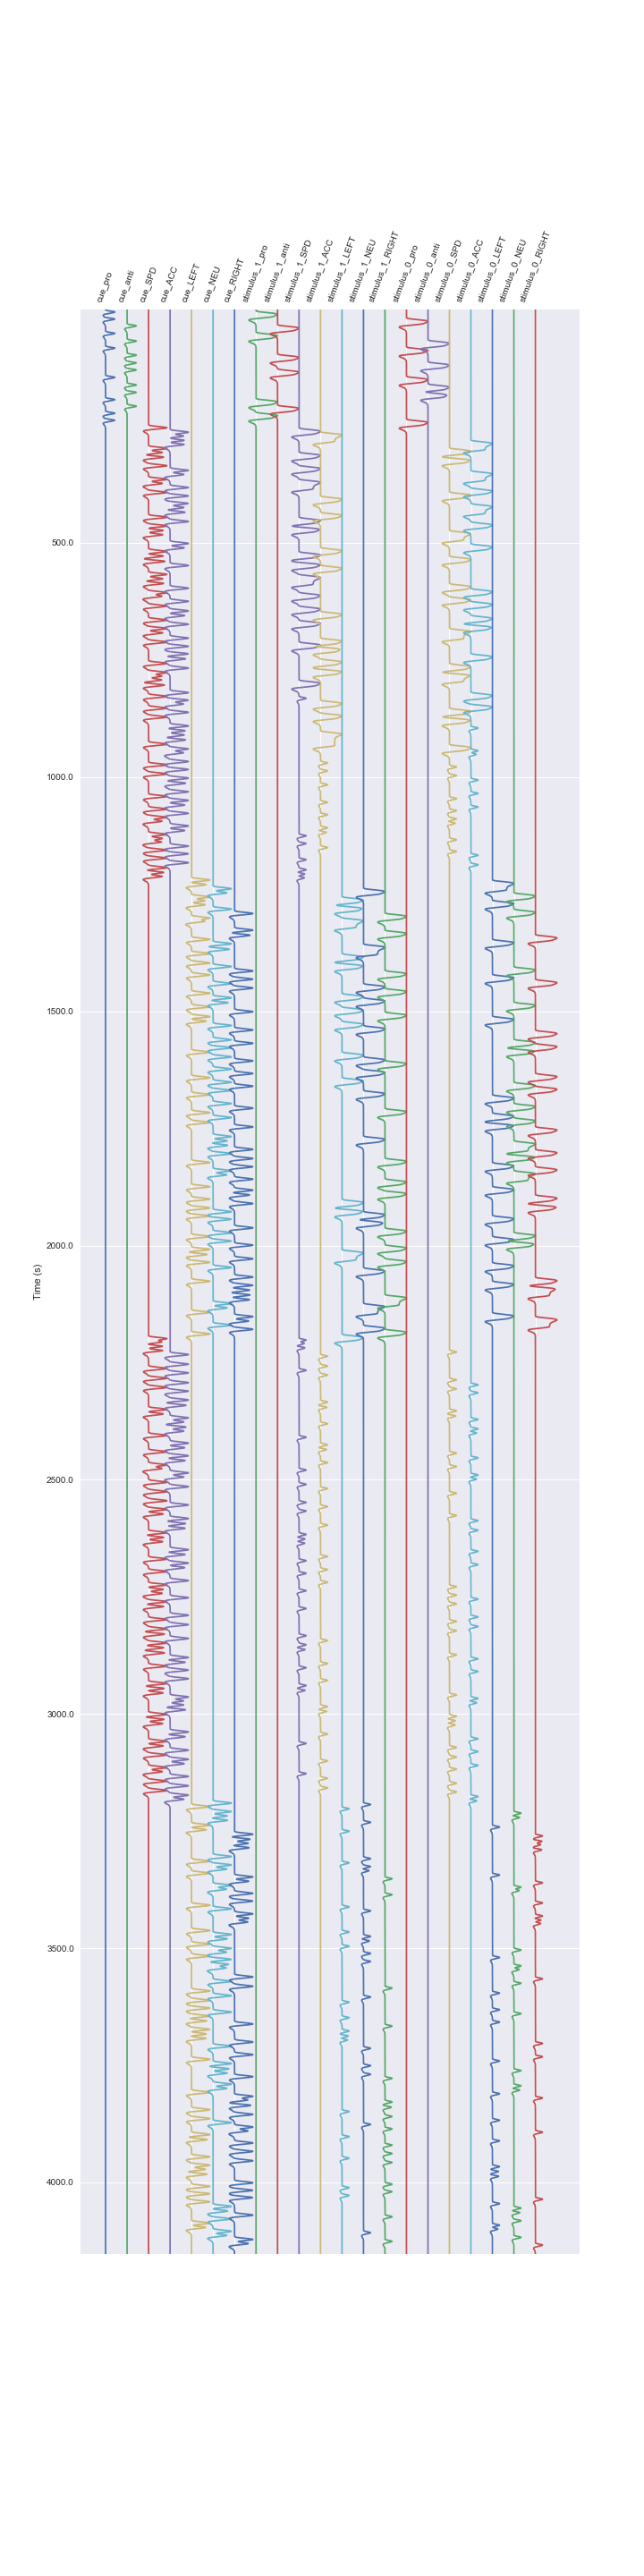 cue_pro
cue_anti
cue_SPD
cue_ACC
cue_LEFT
cue_NEU
cue_RIGHT
stimulus_1_pro
stimulus_1_anti
stimulus_1_SPD
stimulus_1_ACC
stimulus_1_LEFT
stimulus_1_NEU
stimulus_1_RIGHT
stimulus_0_pro
stimulus_0_anti
stimulus_0_SPD
stimulus_0_ACC
stimulus_0_LEFT
stimulus_0_NEU
stimulus_0_RIGHT
500.0
1000.0
1500.0
2000.0
Time (s)
2500.0
3000.0
3500.0
4000.0